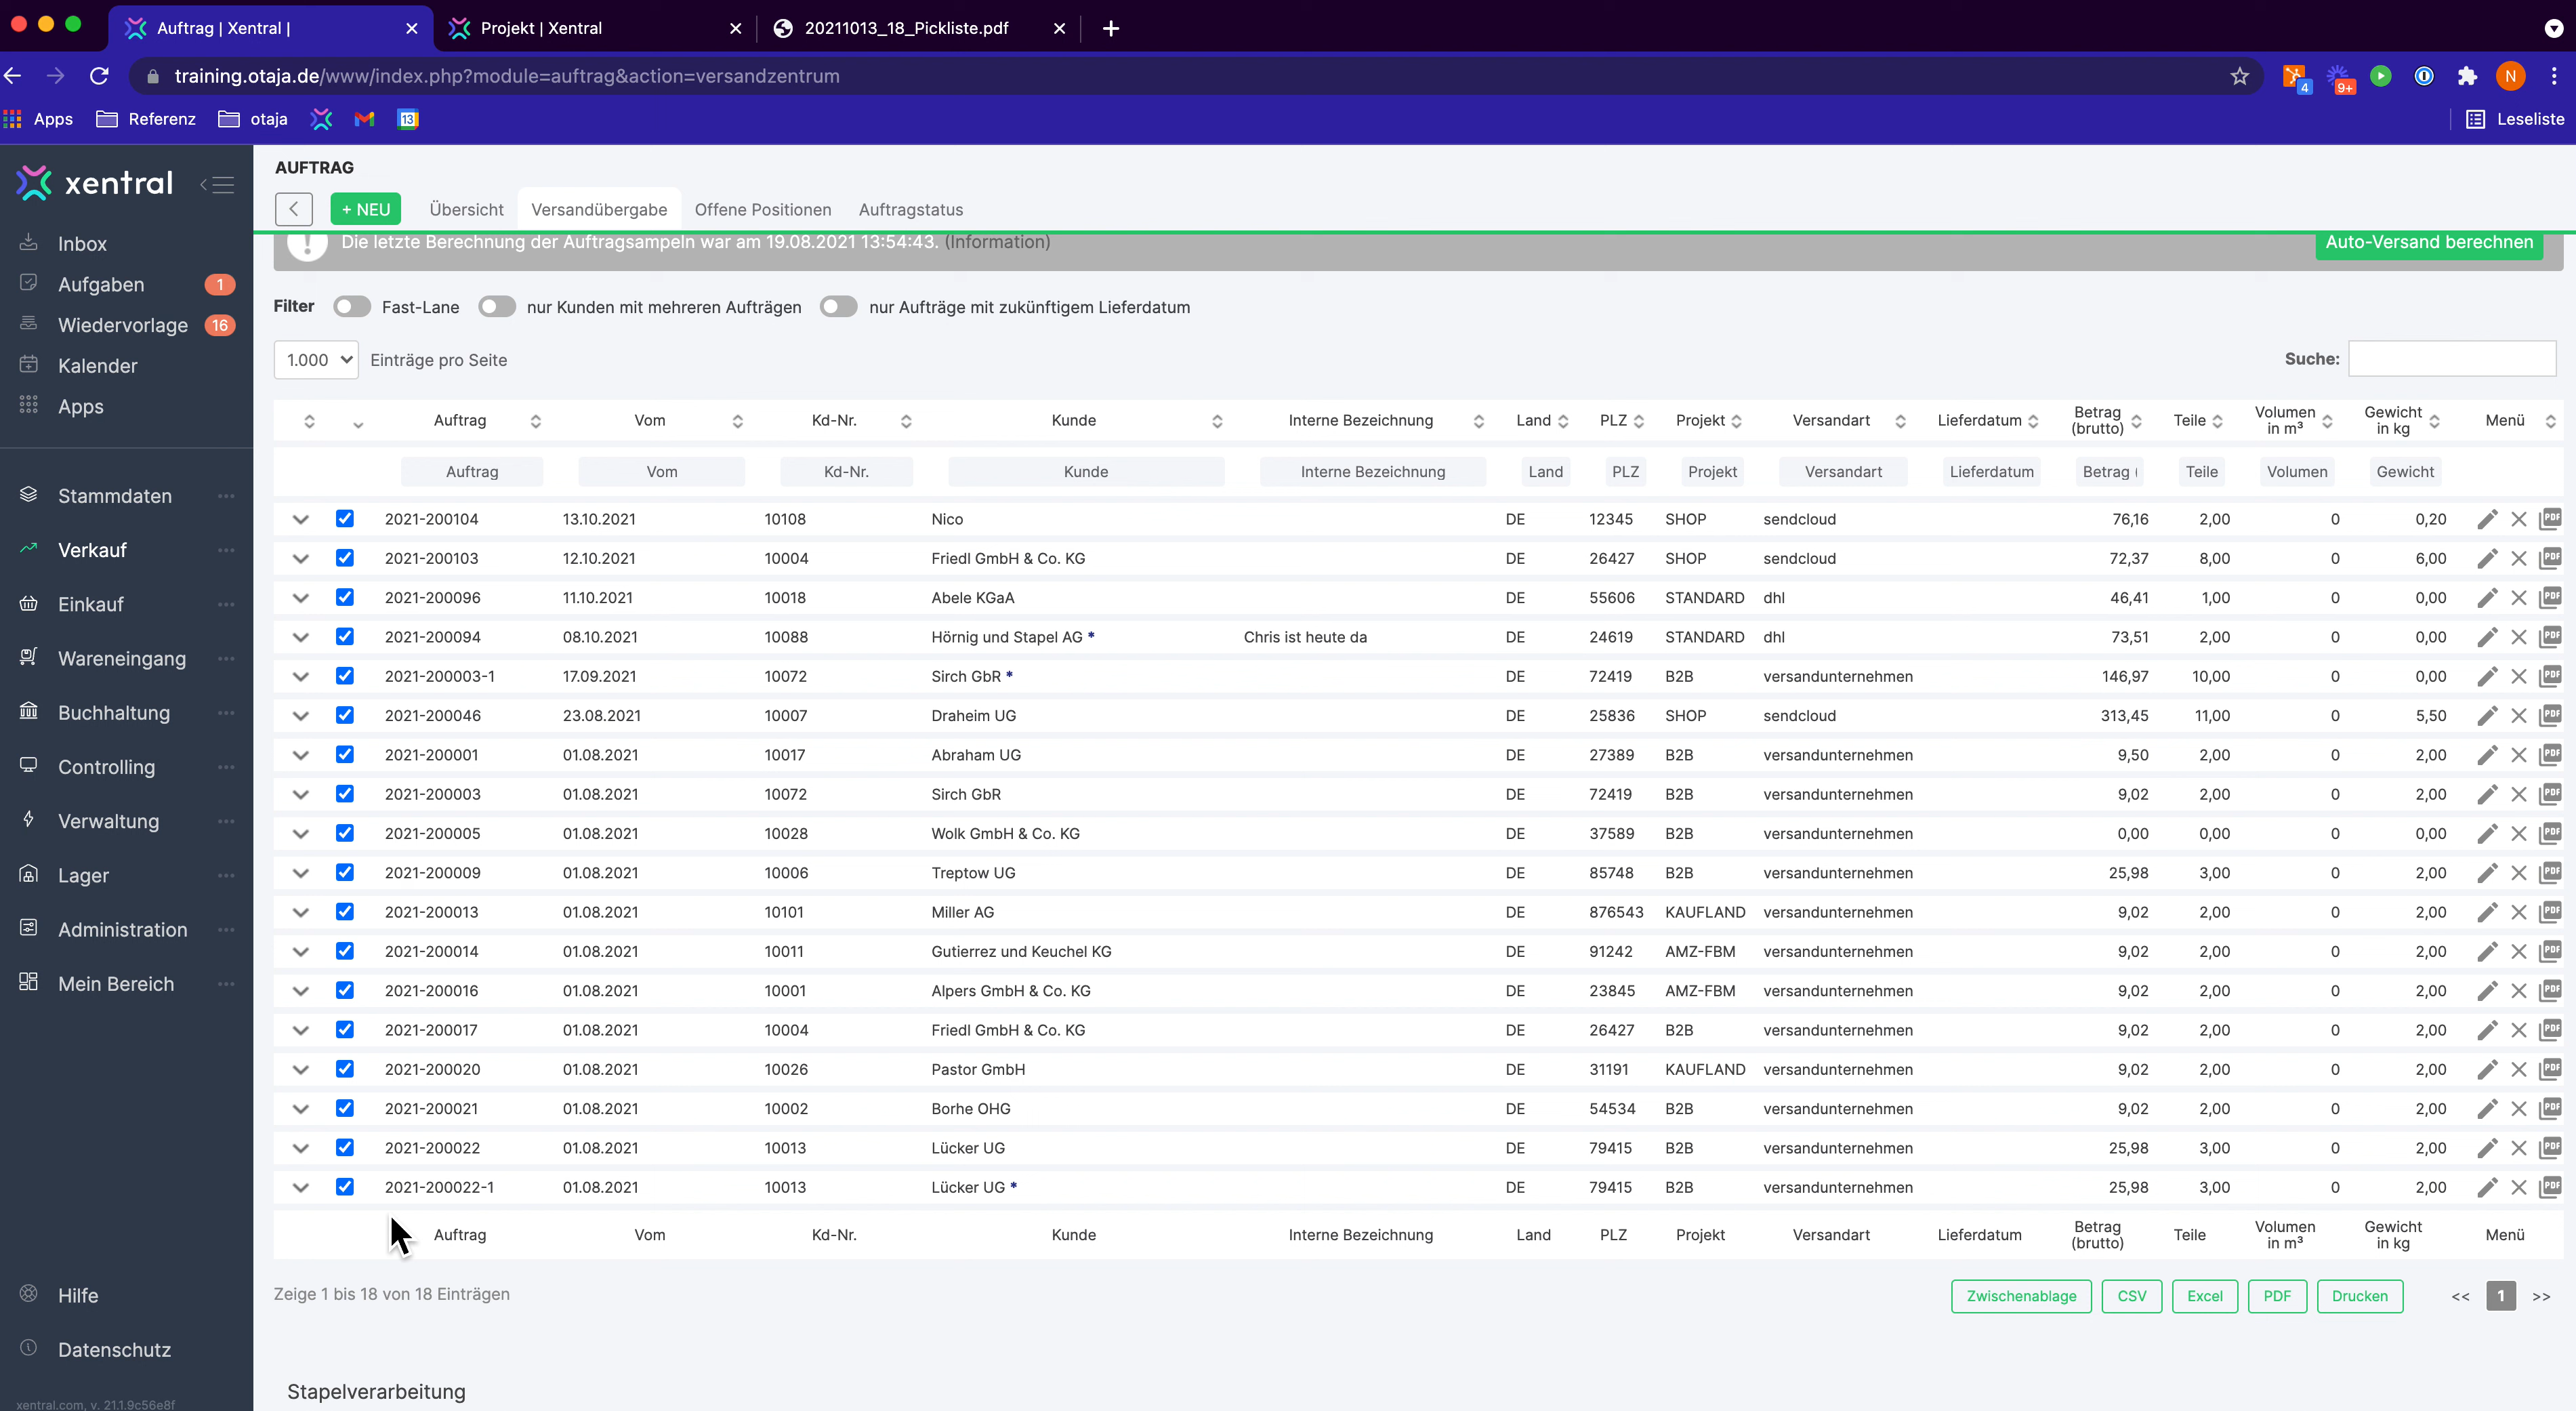 Auftrag | Xentral |
Projekt | Xentral
20211013_18_Pickliste.pdf
training.otaja.de/www/index.php?module=auftrag&action=versandzentrum
4
9+
N
Apps
Referenz
otaja
13
Leseliste
xentral
Inbox
Aufgaben 1
Wiedervorlage 16
Kalender
Apps
Stammdaten
Verkauf
Einkauf
Wareneingang
Buchhaltung
Controlling
Verwaltung
Lager
Administration
Mein Bereich
Hilfe
Datenschutz
xentral.com, v. 21.1.9c56e8f
AUFTRAG
+ NEU Übersicht Versandübergabe Offene Positionen Auftragstatus
Die letzte Berechnung der Auftragsampeln war am 19.08.2021 13:54:43. (Information) Auto-Versand berechnen
Filter Fast-Lane nur Kunden mit mehreren Aufträgen nur Aufträge mit zukünftigem Lieferdatum
1.000 Einträge pro Seite Suche:
Auftrag Vom Kd-Nr. Kunde Interne Bezeichnung Land PLZ Projekt Versandart Lieferdatum Betrag (brutto) Teile Volumen in m³ Gewicht in kg Menü
Auftrag Vom Kd-Nr. Kunde Interne Bezeichnung Land PLZ Projekt Versandart Lieferdatum Betrag ( Teile Volumen Gewicht
2021-200104 13.10.2021 10108 Nico DE 12345 SHOP sendcloud 76,16 2,00 0 0,20 PDF
2021-200103 12.10.2021 10004 Friedl GmbH & Co. KG DE 26427 SHOP sendcloud 72,37 8,00 0 6,00 PDF
2021-200096 11.10.2021 10018 Abele KGaA DE 55606 STANDARD dhl 46,41 1,00 0 0,00 PDF
2021-200094 08.10.2021 10088 Hörnig und Stapel AG * Chris ist heute da DE 24619 STANDARD dhl 73,51 2,00 0 0,00 PDF
2021-200003-1 17.09.2021 10072 Sirch GbR * DE 72419 B2B versandunternehmen 146,97 10,00 0 0,00 PDF
2021-200046 23.08.2021 10007 Draheim UG DE 25836 SHOP sendcloud 313,45 11,00 0 5,50 PDF
2021-200001 01.08.2021 10017 Abraham UG DE 27389 B2B versandunternehmen 9,50 2,00 0 2,00 PDF
2021-200003 01.08.2021 10072 Sirch GbR DE 72419 B2B versandunternehmen 9,02 2,00 0 2,00 PDF
2021-200005 01.08.2021 10028 Wolk GmbH & Co. KG DE 37589 B2B versandunternehmen 0,00 0,00 0 0,00 PDF
2021-200009 01.08.2021 10006 Treptow UG DE 85748 B2B versandunternehmen 25,98 3,00 0 2,00 PDF
2021-200013 01.08.2021 10101 Miller AG DE 876543 KAUFLAND versandunternehmen 9,02 2,00 0 2,00 PDF
2021-200014 01.08.2021 10011 Gutierrez und Keuchel KG DE 91242 AMZ-FBM versandunternehmen 9,02 2,00 0 2,00 PDF
2021-200016 01.08.2021 10001 Alpers GmbH & Co. KG DE 23845 AMZ-FBM versandunternehmen 9,02 2,00 0 2,00 PDF
2021-200017 01.08.2021 10004 Friedl GmbH & Co. KG DE 26427 B2B versandunternehmen 9,02 2,00 0 2,00 PDF
2021-200020 01.08.2021 10026 Pastor GmbH DE 31191 KAUFLAND versandunternehmen 9,02 2,00 0 2,00 PDF
2021-200021 01.08.2021 10002 Borhe OHG DE 54534 B2B versandunternehmen 9,02 2,00 0 2,00 PDF
2021-200022 01.08.2021 10013 Lücker UG DE 79415 B2B versandunternehmen 25,98 3,00 0 2,00 PDF
2021-200022-1 01.08.2021 10013 Lücker UG * DE 79415 B2B versandunternehmen 25,98 3,00 0 2,00 PDF
Auftrag Vom Kd-Nr. Kunde Interne Bezeichnung Land PLZ Projekt Versandart Lieferdatum Betrag (brutto) Teile Volumen in m³ Gewicht in kg Menü
Zeige 1 bis 18 von 18 Einträgen Zwischenablage CSV Excel PDF Drucken << 1 >>
Stapelverarbeitung